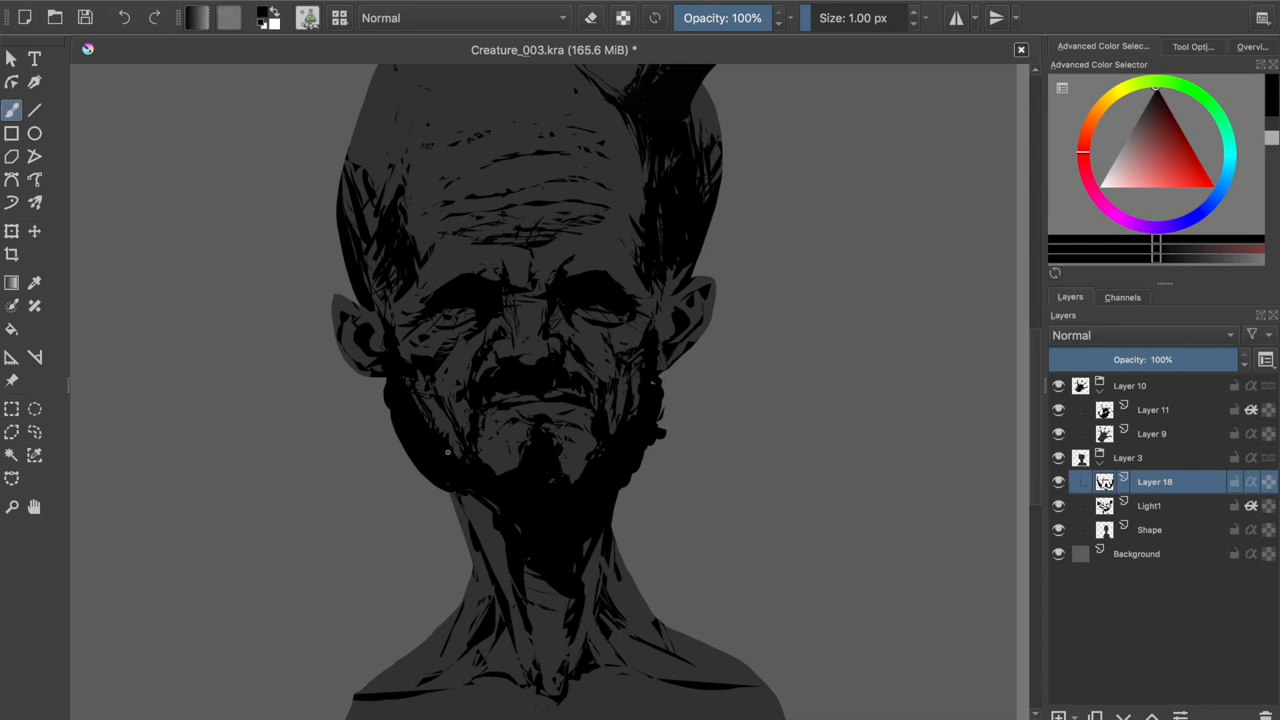 Normal
Opacity: 100%
Size: 1.00 px
Creature_003.kra (165.6 MiB) *
Advanced Color Selec...
Tool Opti...
Overvi...
Advanced Color Selector
Layers
Channels
Layers
Normal
Opacity: 100%
Layer 10
Layer 11
Layer 9
Layer 3
Layer 18
Light1
Shape
Background